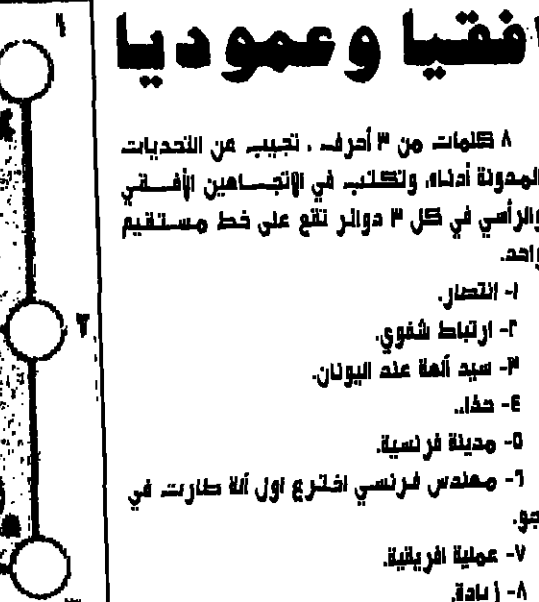 افقيا وعموديا
٨ كلمات من ٣ أحرف ، تجيب عن التحديات
المدونة أدناه، وتكتب في الاتجــاهين الأفــقي
والرأسي في كل ٣ دوائر تقع على خط مستقيم
واحد.
١- انتصار.
٢- ارتباط شفوي.
٣- سيد آلهة عند اليونان.
٤- حذاء.
٥- مدينة فرنسية.
٦- مهندس فرنسي اخترع اول آلة طارت في
جو.
٧- عملية افريقية.
٨- زيادة.
١
٢